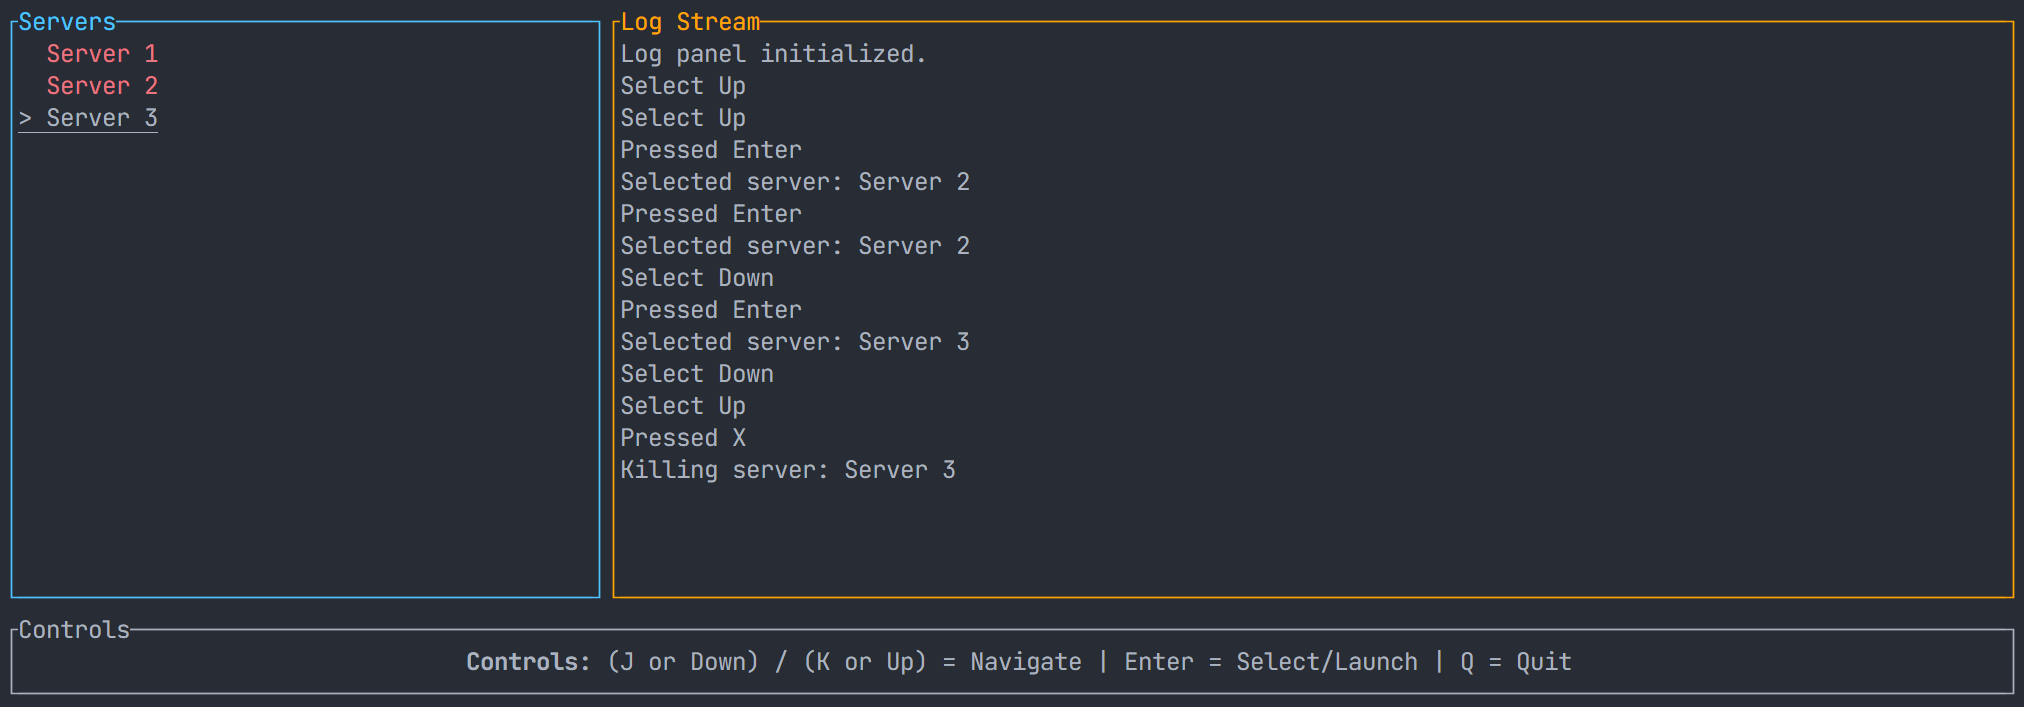 Servers
Server 1
Server 2
> Server 3
Log Stream
Log panel initialized.
Select Up
Select Up
Pressed Enter
Selected server: Server 2
Pressed Enter
Selected server: Server 2
Select Down
Pressed Enter
Selected server: Server 3
Select Down
Select Up
Pressed X
Killing server: Server 3
Controls
Controls: (J or Down) / (K or Up) = Navigate | Enter = Select/Launch | Q = Quit